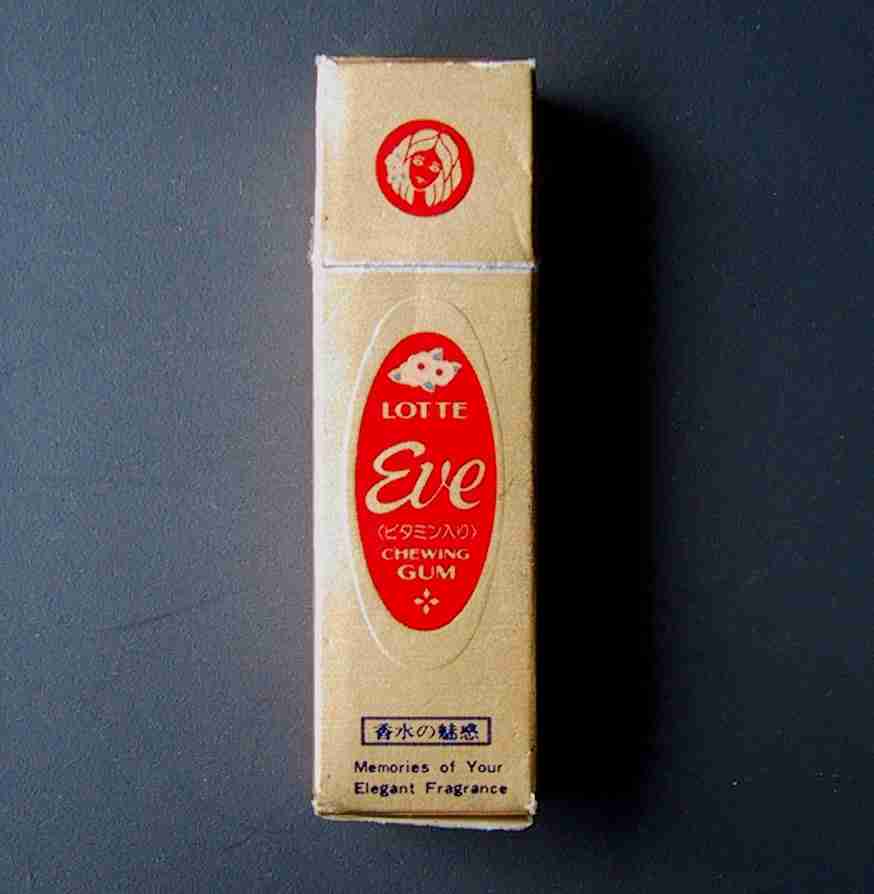 LOTTE
Eve
〈ビタミン入り〉
CHEWING
GUM
香水の魅惑
Memories of Your
Elegant Fragrance